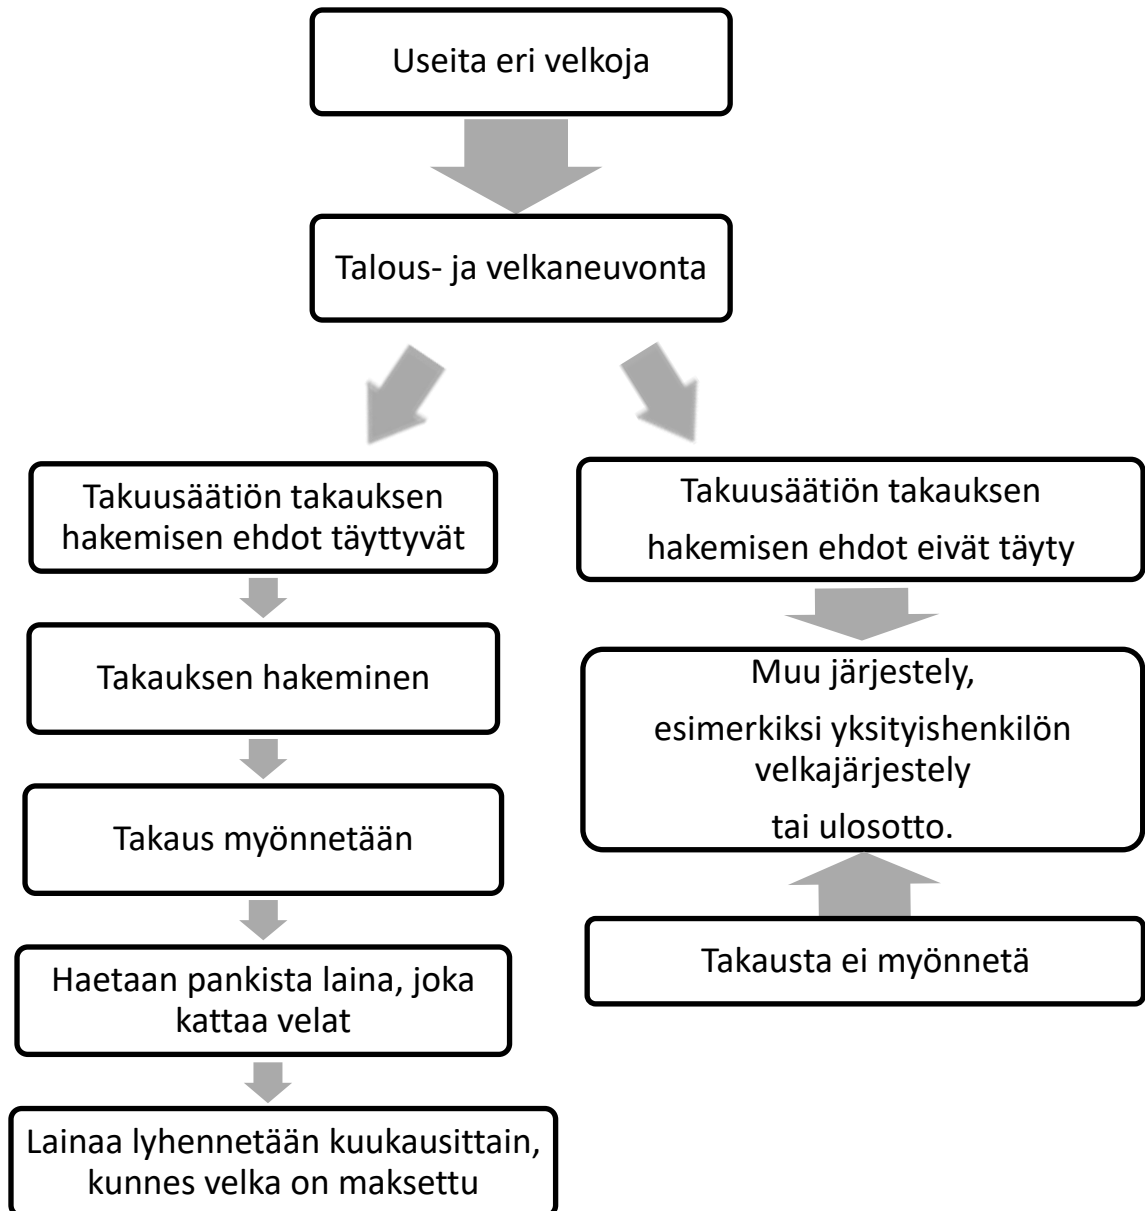 Useita eri velkoja
Talous- ja velkaneuvonta
Takuusäätiön takauksen
hakemisen ehdot täyttyvät
Takauksen hakeminen
Takaus myönnetään
Haetaan pankista laina, joka
kattaa velat
Lainaa lyhennetään kuukausittain,
kunnes velka on maksettu
Takuusäätiön takauksen
hakemisen ehdot eivät täyty
Muu järjestely,
esimerkiksi yksityishenkilön
velkajärjestely
tai ulosotto.
Takausta ei myönnetä